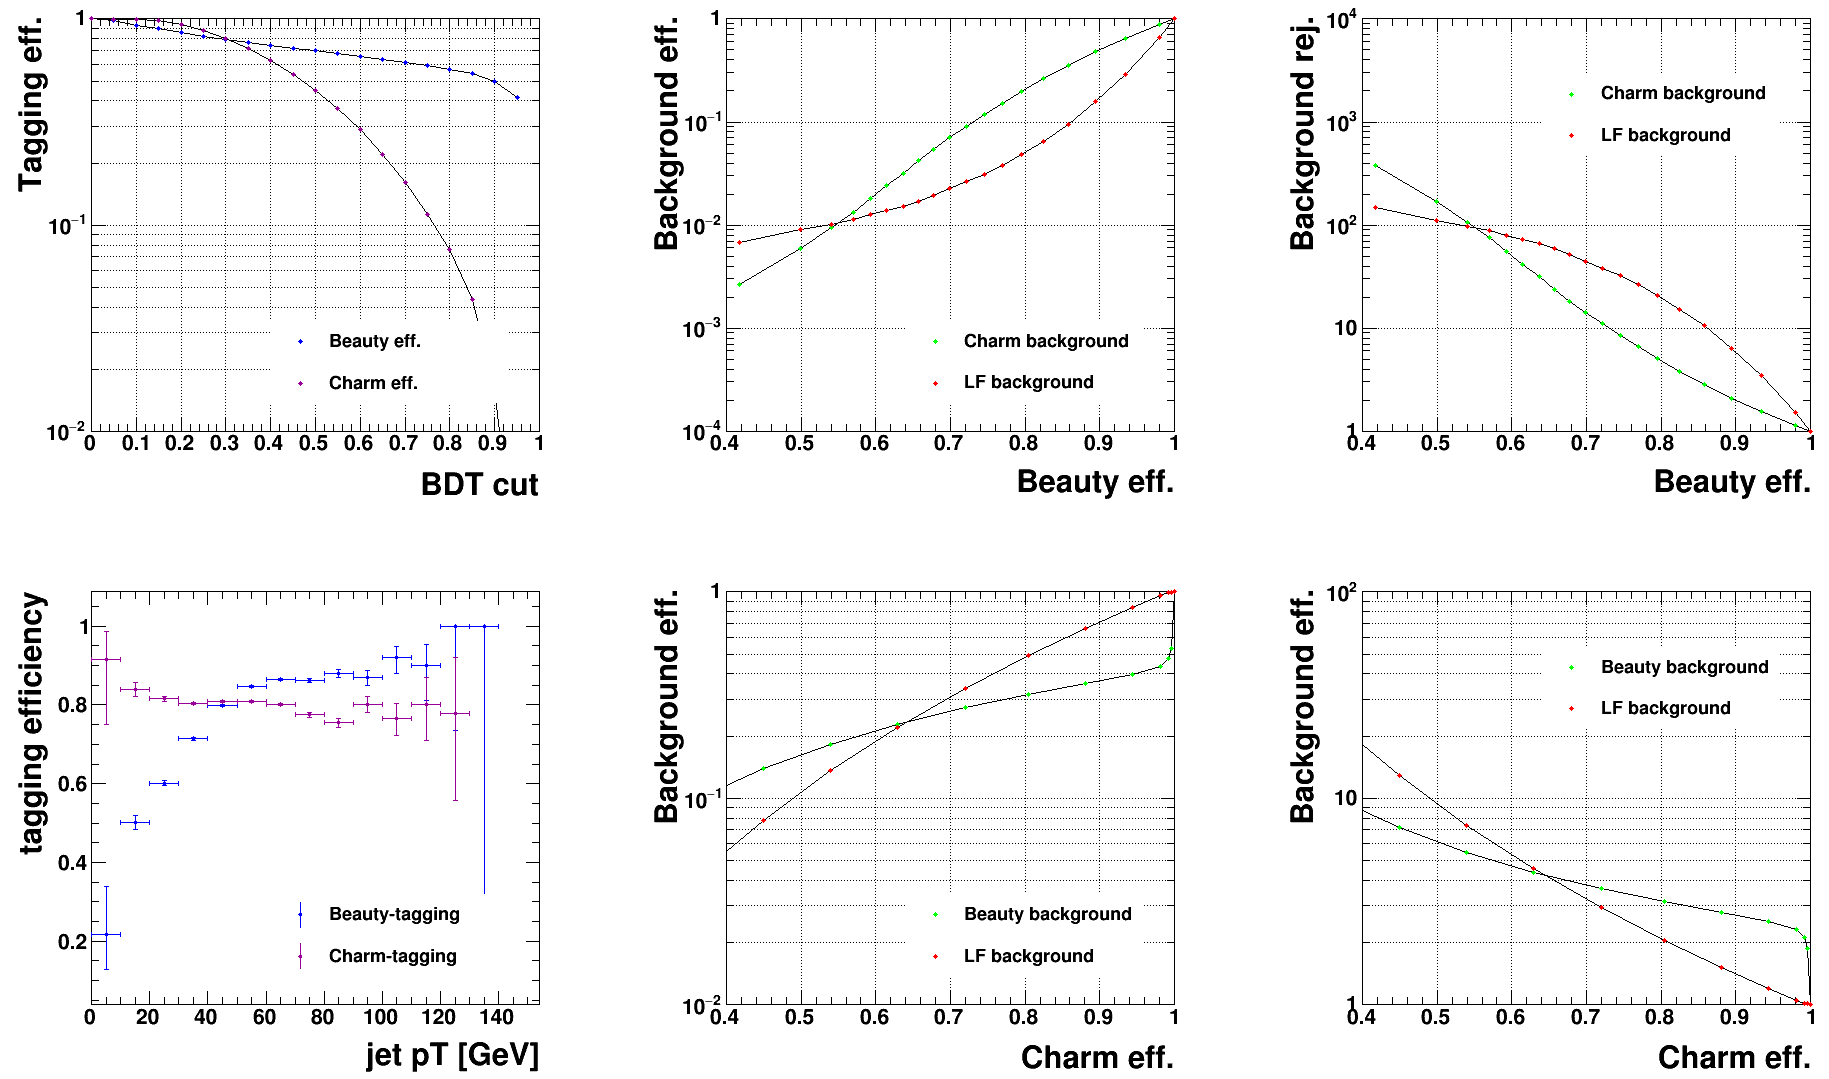 Tagging eff.
1
10−1
10−2
0 0.1 0.2 0.3 0.4 0.5 0.6 0.7 0.8 0.9 1
BDT cut
Beauty eff.
Charm eff.
Background eff.
1
10−1
10−2
10−3
10−4
0.4 0.5 0.6 0.7 0.8 0.9 1
Beauty eff.
Charm background
LF background
Background rej.
104
103
102
10
1
0.4 0.5 0.6 0.7 0.8 0.9 1
Beauty eff.
Charm background
LF background
tagging efficiency
1
0.8
0.6
0.4
0.2
0 20 40 60 80 100 120 140
jet pT [GeV]
Beauty-tagging
Charm-tagging
Background eff.
1
10−1
10−2
0.4 0.5 0.6 0.7 0.8 0.9 1
Charm eff.
Beauty background
LF background
Background eff.
102
10
1
0.4 0.5 0.6 0.7 0.8 0.9 1
Charm eff.
Beauty background
LF background